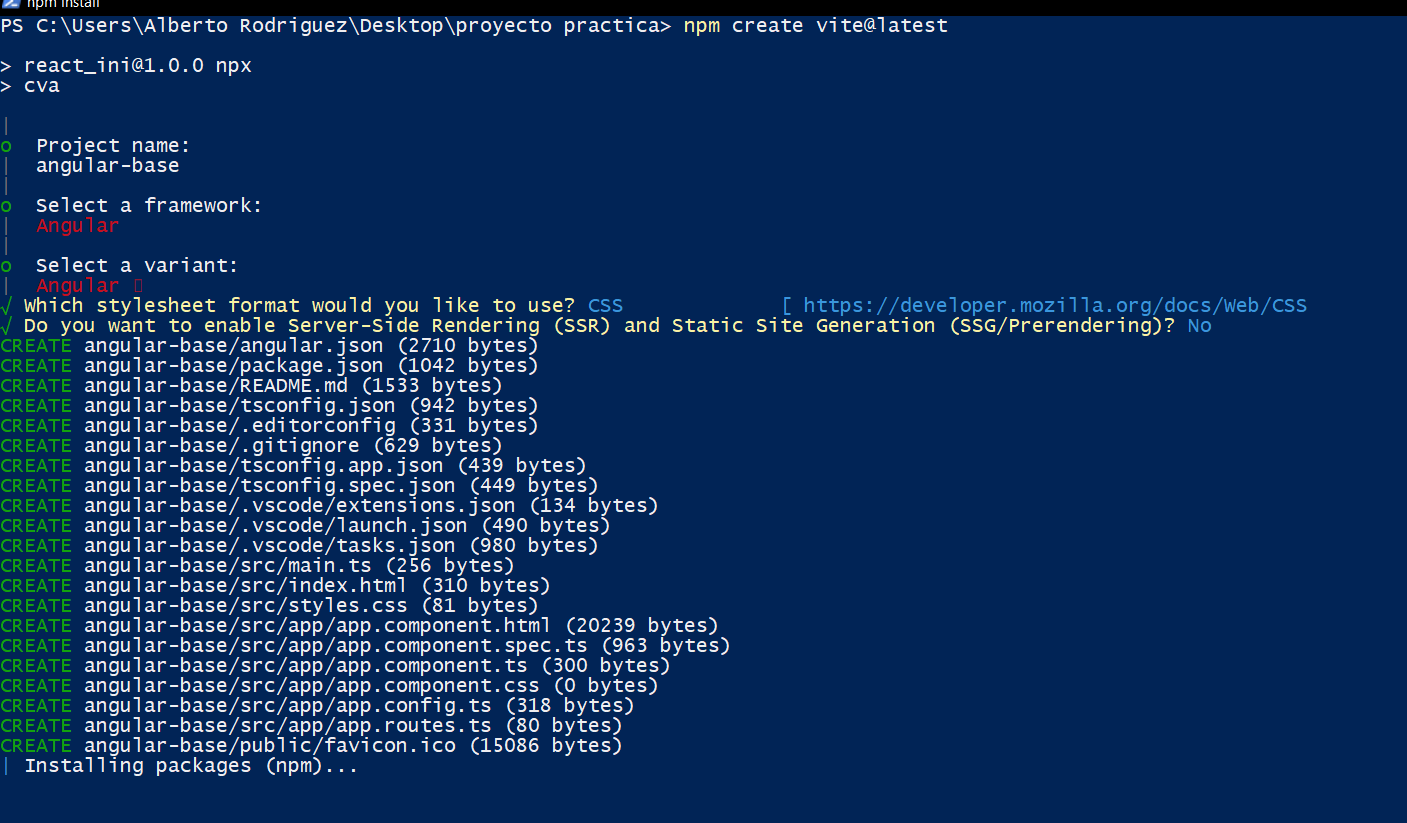 npm install
PS C:\Users\Alberto Rodriguez\Desktop\proyecto practica> npm create vite@latest
> react_ini@1.0.0 npx
> cva
|
o  Project name:
|  angular-base
|
o  Select a framework:
|  Angular
|
o  Select a variant:
|  Angular
√ Which stylesheet format would you like to use? CSS             [ https://developer.mozilla.org/docs/Web/CSS
√ Do you want to enable Server-Side Rendering (SSR) and Static Site Generation (SSG/Prerendering)? No
CREATE angular-base/angular.json (2710 bytes)
CREATE angular-base/package.json (1042 bytes)
CREATE angular-base/README.md (1533 bytes)
CREATE angular-base/tsconfig.json (942 bytes)
CREATE angular-base/.editorconfig (331 bytes)
CREATE angular-base/.gitignore (629 bytes)
CREATE angular-base/tsconfig.app.json (439 bytes)
CREATE angular-base/tsconfig.spec.json (449 bytes)
CREATE angular-base/.vscode/extensions.json (134 bytes)
CREATE angular-base/.vscode/launch.json (490 bytes)
CREATE angular-base/.vscode/tasks.json (980 bytes)
CREATE angular-base/src/main.ts (256 bytes)
CREATE angular-base/src/index.html (310 bytes)
CREATE angular-base/src/styles.css (81 bytes)
CREATE angular-base/src/app/app.component.html (20239 bytes)
CREATE angular-base/src/app/app.component.spec.ts (963 bytes)
CREATE angular-base/src/app/app.component.ts (300 bytes)
CREATE angular-base/src/app/app.component.css (0 bytes)
CREATE angular-base/src/app/app.config.ts (318 bytes)
CREATE angular-base/src/app/app.routes.ts (80 bytes)
CREATE angular-base/public/favicon.ico (15086 bytes)
| Installing packages (npm)...